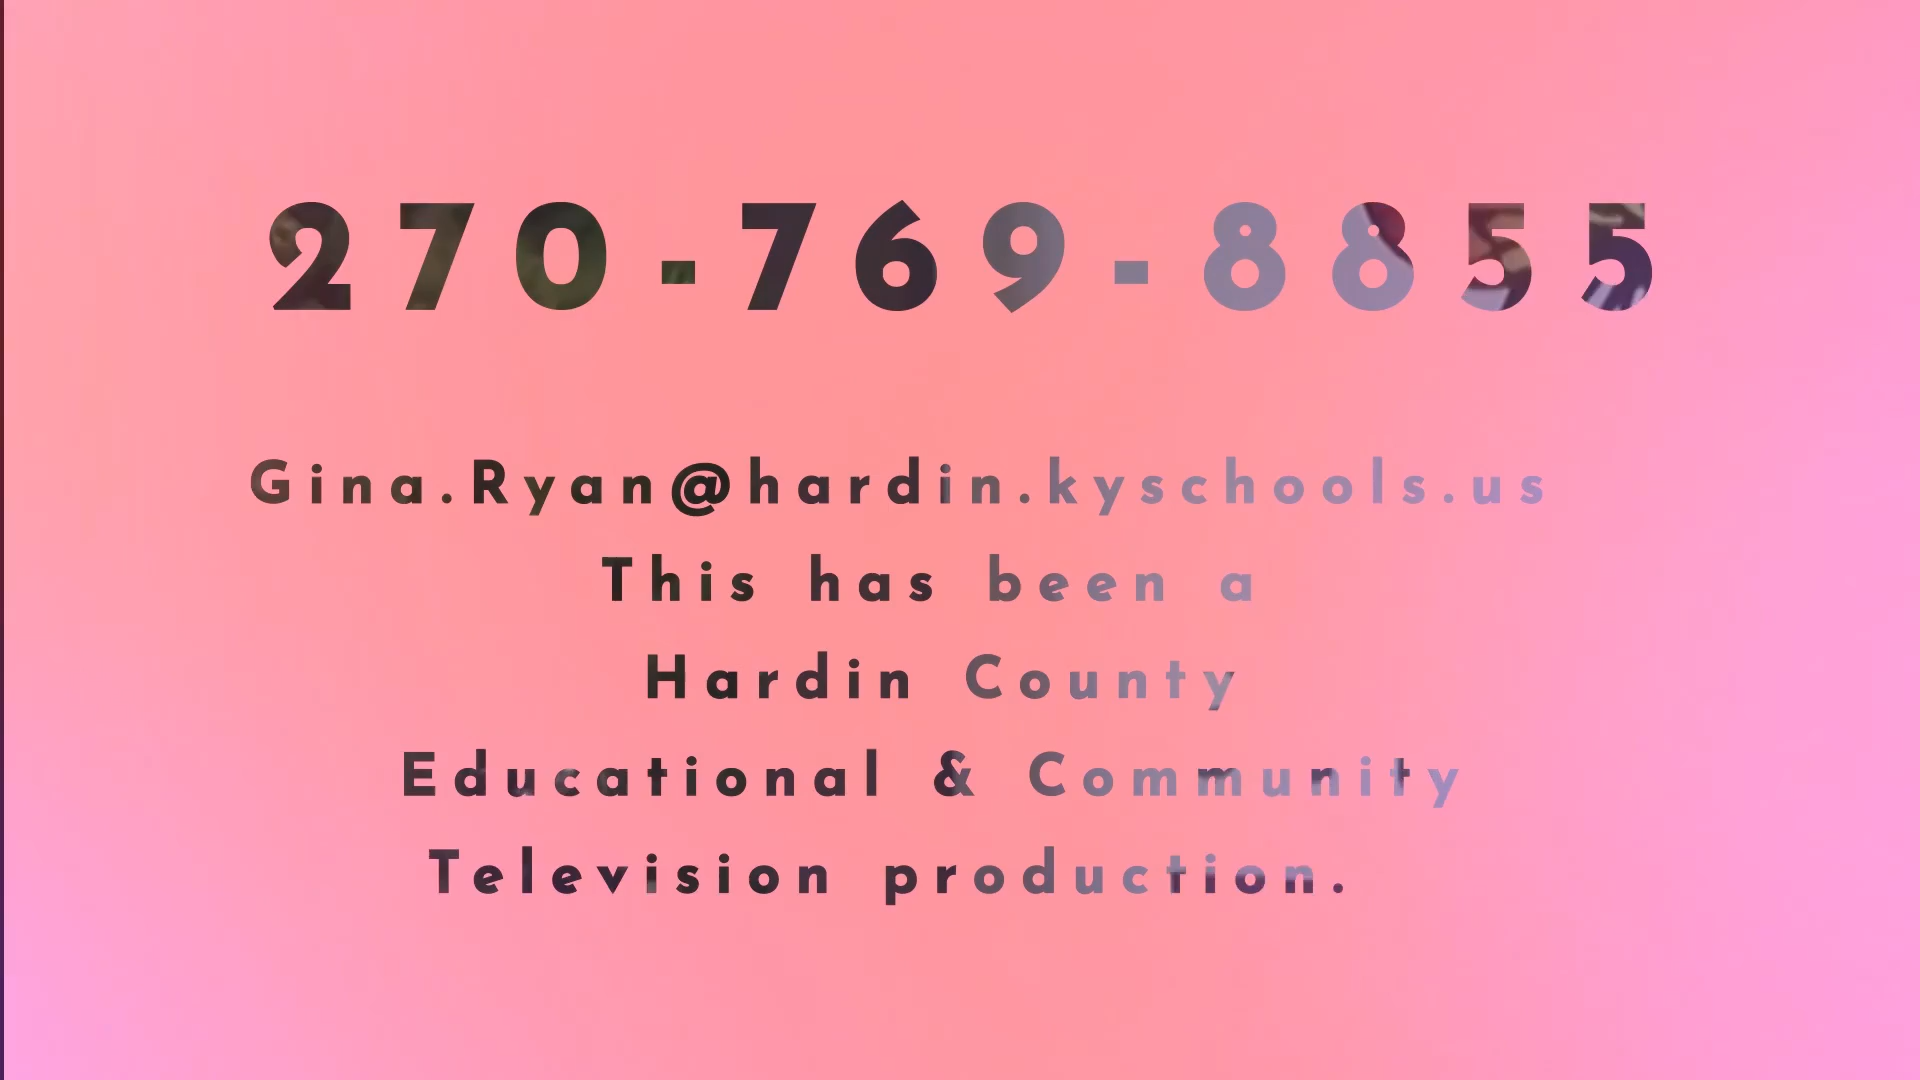 270-769-8855
Gina.Ryan@hardin.kyschools.us
This has been a
Hardin County
Educational & Community
Television production.